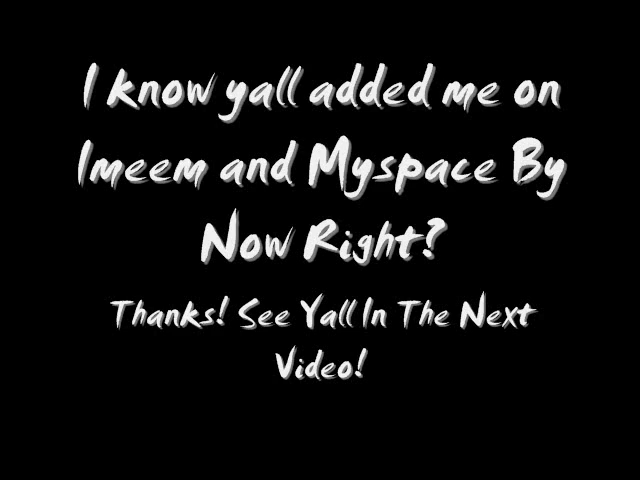 I know yall added me on
Imeem and Myspace By
Now Right?
Thanks! See Yall In The Next
Video!